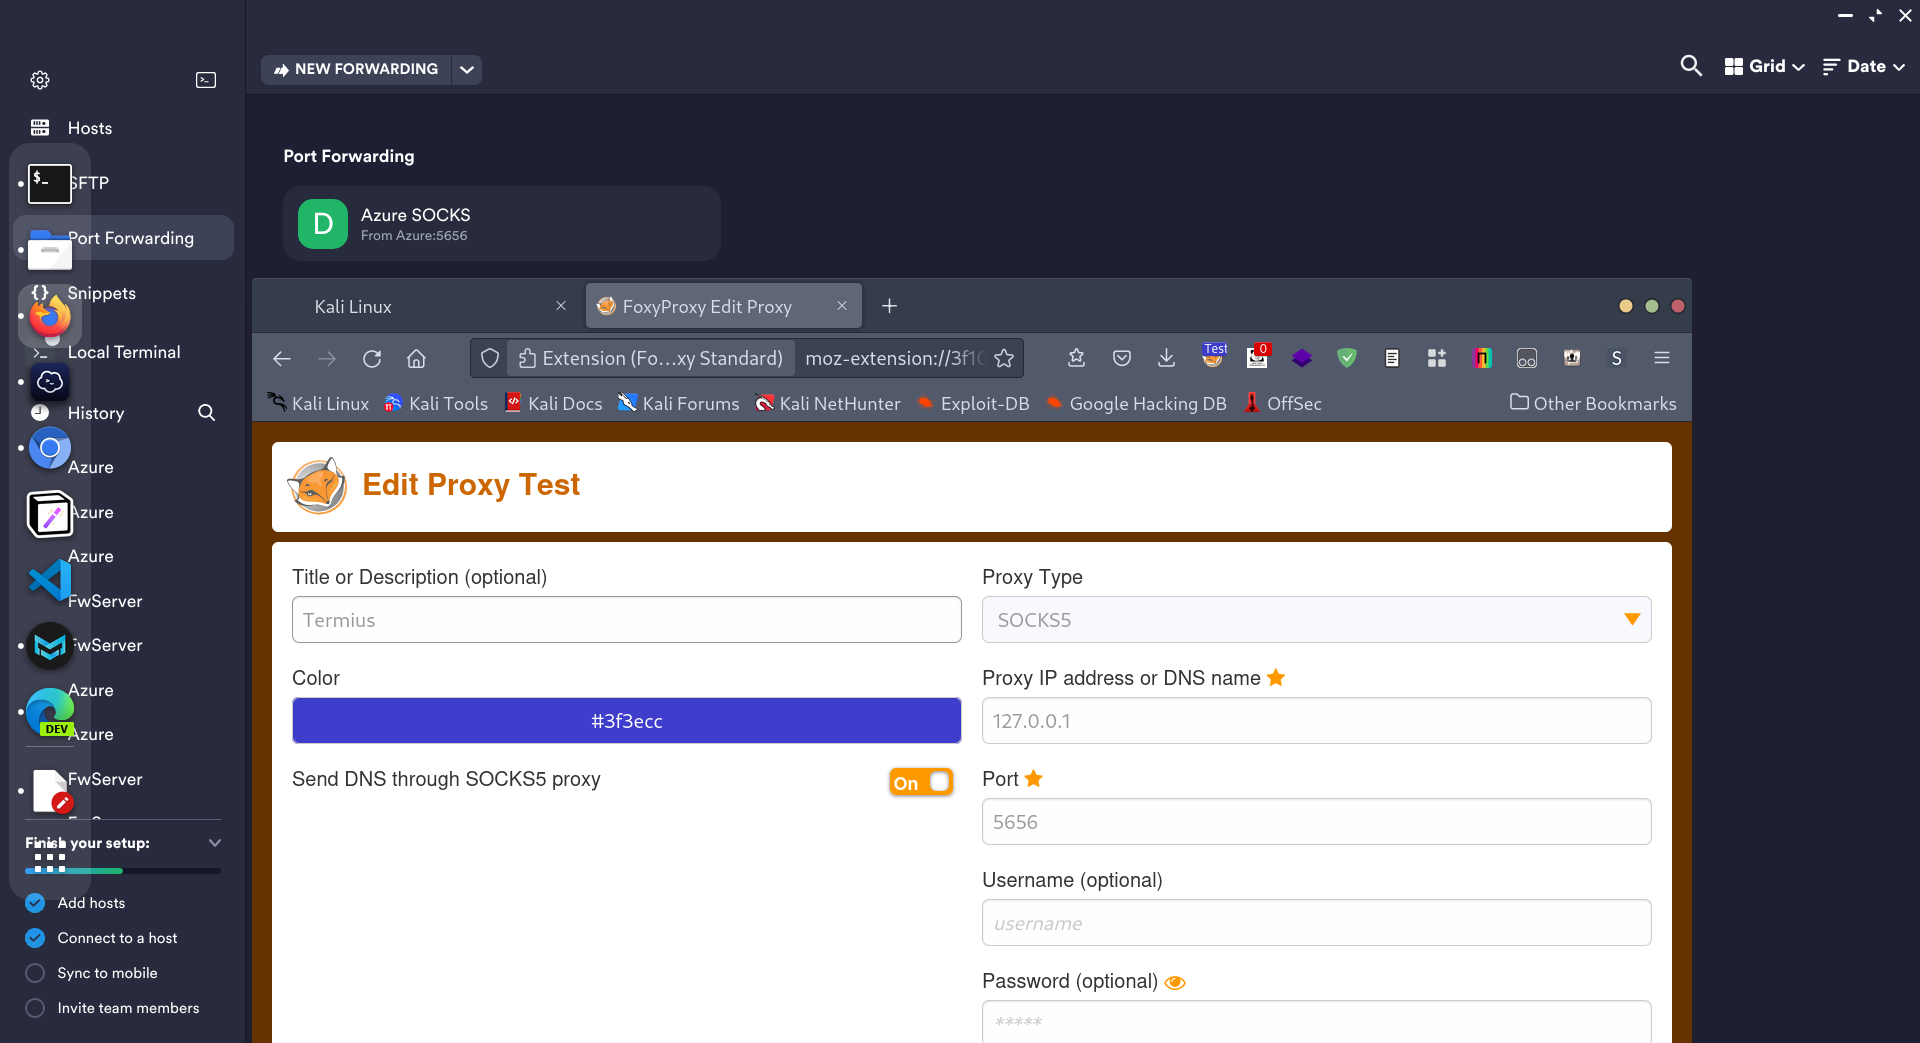 NEW FORWARDING
Grid
Date
Hosts
SFTP
Port Forwarding
Snippets
Local Terminal
History
Azure
Azure
Azure
FwServer
FwServer
Azure
Azure
FwServer
DEV
$_
Finish your setup:
Add hosts
Connect to a host
Sync to mobile
Invite team members
Port Forwarding
D
Azure SOCKS
From Azure:5656
Kali Linux
FoxyProxy Edit Proxy
Extension (Fo...xy Standard)
moz-extension://3f10
Test
0
S
Kali Linux
Kali Tools
Kali Docs
Kali Forums
Kali NetHunter
Exploit-DB
Google Hacking DB
OffSec
Other Bookmarks
Edit Proxy Test
Title or Description (optional)
Termius
Color
#3f3ecc
Send DNS through SOCKS5 proxy
On
Proxy Type
SOCKS5
Proxy IP address or DNS name
127.0.0.1
Port
5656
Username (optional)
username
Password (optional)
*****